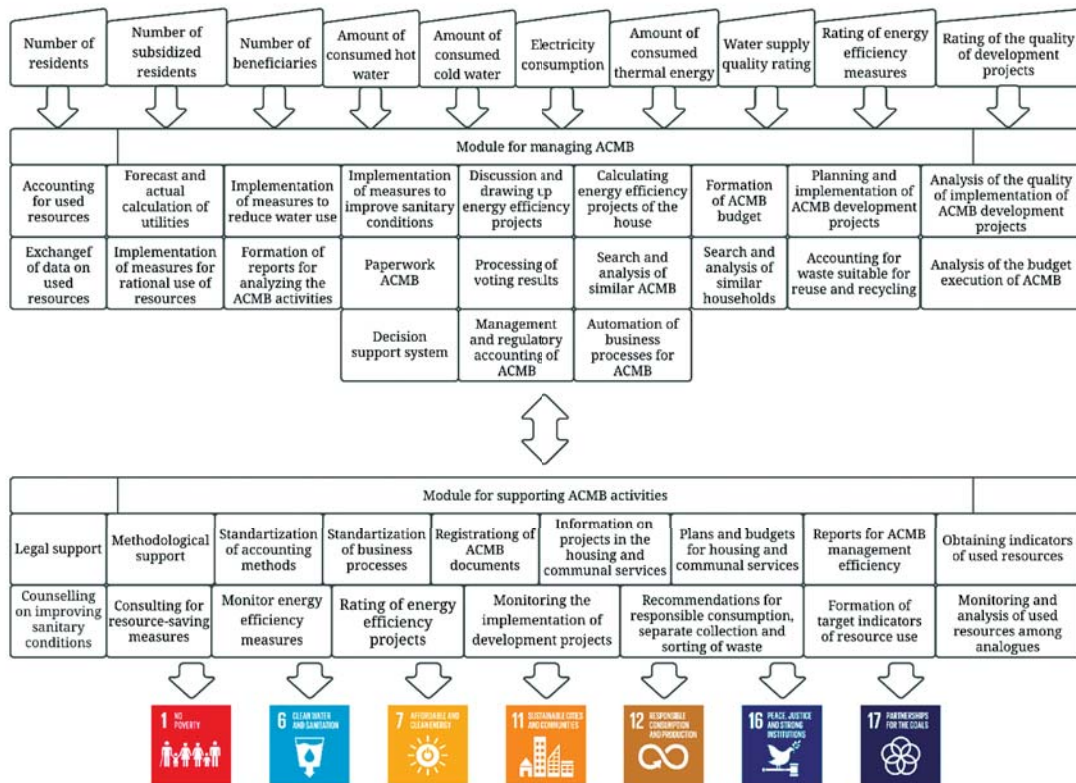 Number of
residents
Number of
subsidized
residents
Number of
beneficiaries
Amount of
consumed hot
water
Amount of
consumed
cold water
Electricity
consumption
Amount of
consumed
thermal energy
Water supply
quality rating
Rating of energy
efficiency
measures
Rating of the quality
of development
projects
Module for managing ACMB
Accounting
for used
resources
Forecast and
actual
calculation of
utilities
Implementation
of measures to
reduce water use
Implementation
of measures to
improve sanitary
conditions
Discussion and
drawing up
energy efficiency
projects
Calculating
energy efficiency
projects of the
house
Formation
of ACMB
budget
Planning and
implementation of
ACMB development
projects
Analysis of the quality
of implementation of
ACMB development
projects
Exchangef
of data on
used
resources
Implementation
of measures for
rational use of
resources
Formation of
reports for
analyzing the
ACMB activities
Paperwork
ACMB
Processing of
voting results
Search and
analysis of
similar ACMB
Search and
analysis of
similar
households
Accounting for
waste suitable for
reuse and recycling
Analysis of the budget
execution of ACMB
Decision
support system
Management
and regulatory
accounting of
ACMB
Automation of
business
processes for
ACMB
Module for supporting ACMB activities
Legal support
Methodological
support
Standartization
of accounting
methods
Standartization
of business
processes
Registrationg of
ACMB
documents
Information on
projects in the
housing and
communal services
Plans and budgets
for housing and
communal services
Reports for ACMB
management
efficiency
Obtaining indicators
of used resources
Counselling
on improving
sanitary
conditions
Consulting for
resource-saving
measures
Monitor energy
efficiency
measures
Rating of energy
efficiency
projects
Monitoring the
implementation of
development projects
Recommendations for
responsible consumption,
separate collection and
sorting of waste
Formation of
target indicators
of resource use
Monitoring and
analysis of used
resources among
analogues
1 NO
POVERTY
6 CLEAN WATER
AND SANITATION
7 AFFORDABLE AND
CLEAN ENERGY
11 SUSTAINABLE CITIES
AND COMMUNITIES
12 RESPONSIBLE
CONSUMPTION
AND PRODUCTION
16 PEACE, JUSTICE
AND STRONG
INSTITUTIONS
17 PARTNERSHIPS
FOR THE GOALS